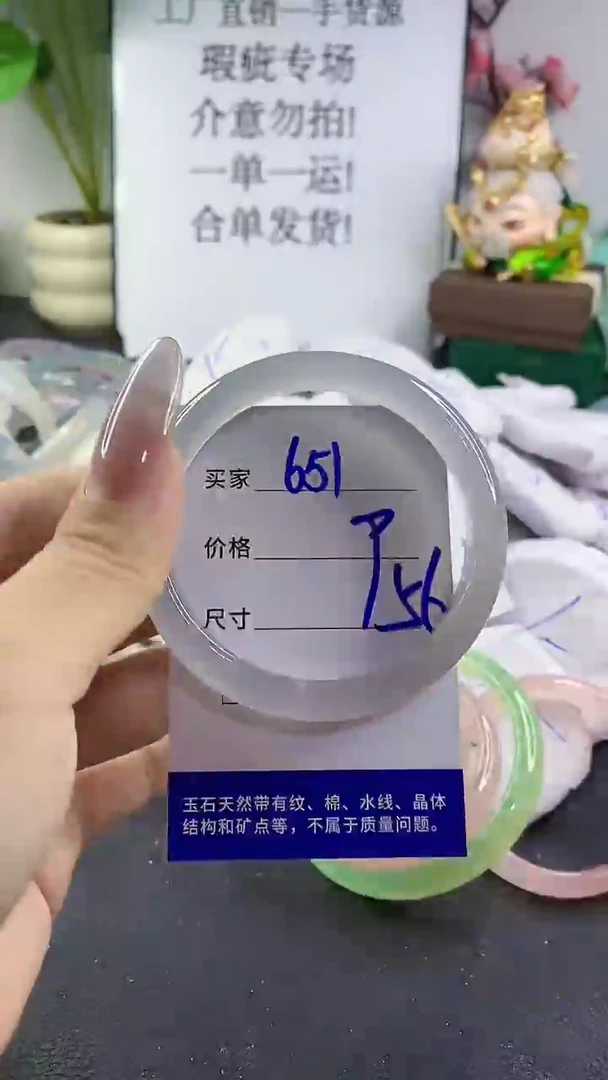 工厂直销一手货源
瑕疵专场
介意勿拍!
一单一运!
合单发货!
买家 651
价格
尺寸 56
玉石天然带有纹、棉、水线、晶体
结构和矿点等，不属于质量问题。